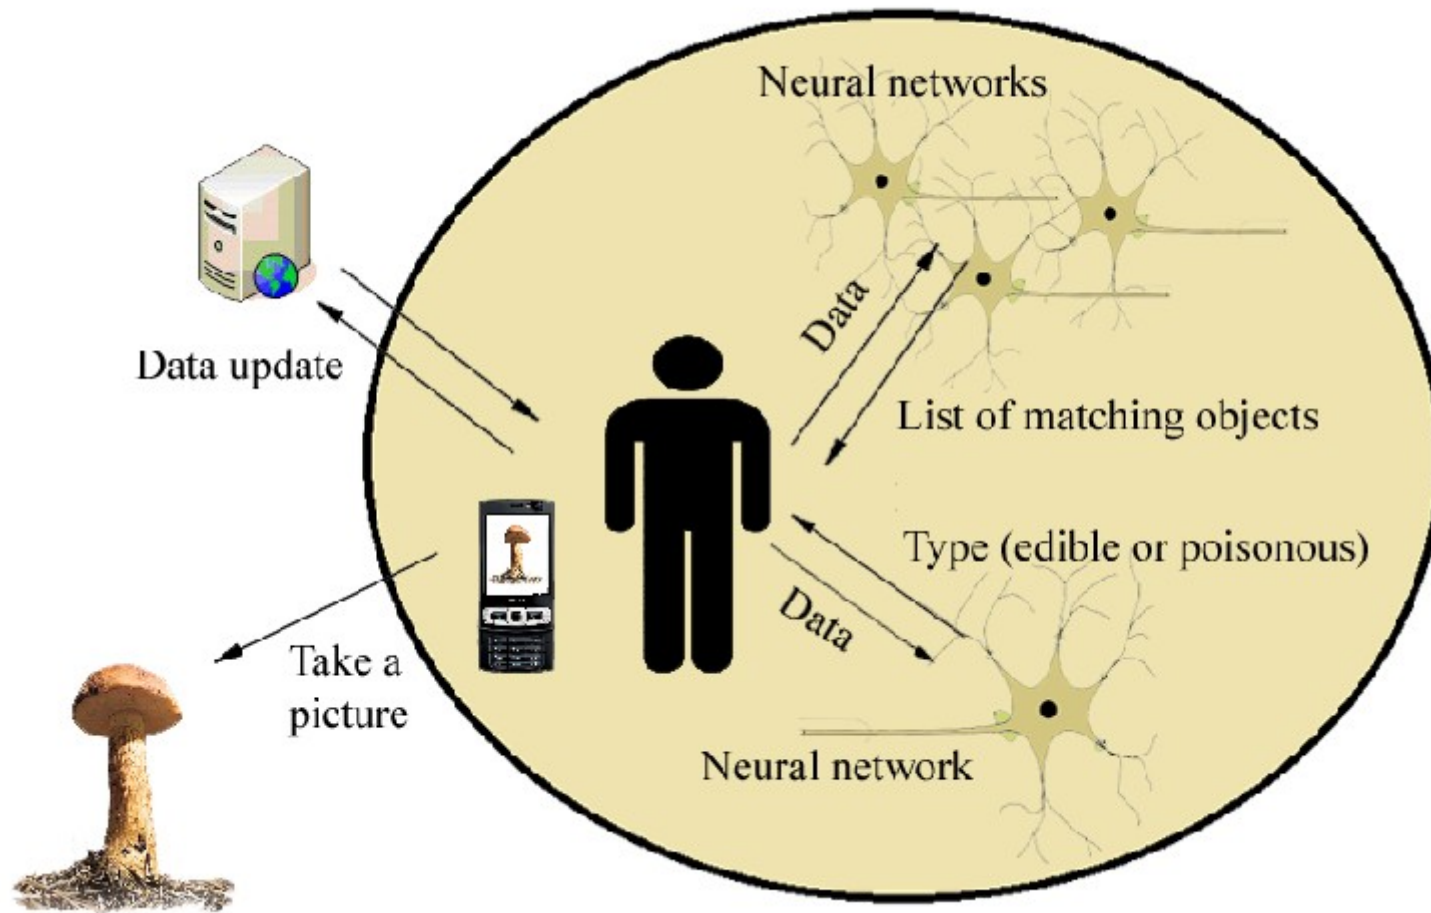 Neural networks
Data update
Data
List of matching objects
Type (edible or poisonous)
Data
Take a
picture
Neural network